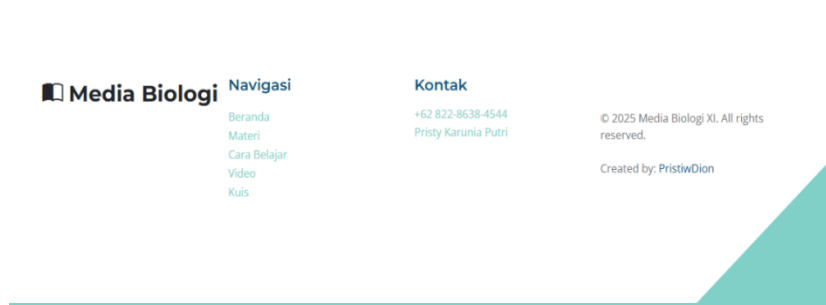 Media Biologi
Navigasi
Beranda
Materi
Cara Belajar
Video
Kuis
Kontak
+62 822-8638-4544
Pristy Karunia Putri
© 2025 Media Biologi XI. All rights
reserved.
Created by: PristiwDion